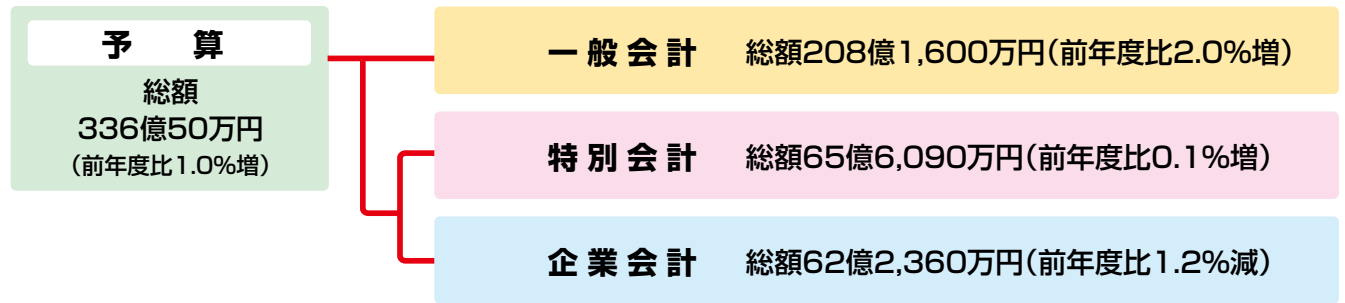 予 算
総額
336億50万円
（前年度比1.0%増）
一般会計 総額208億1,600万円（前年度比2.0%増）
特別会計 総額65億6,090万円（前年度比0.1%増）
企業会計 総額62億2,360万円（前年度比1.2%減）